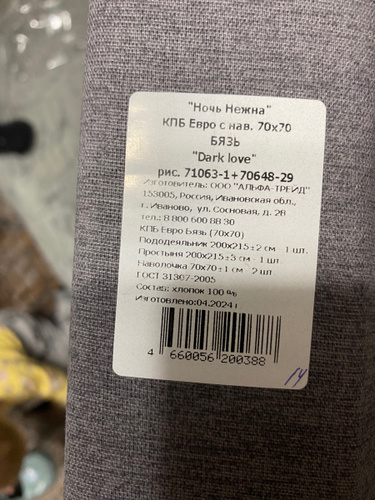 "Ночь Нежна"
КПБ Евро с нав. 70х70
БЯЗЬ
"Dark love"
рис. 71063-1+70648-29
Изготовитель: ООО "АЛЬФА-ТРЕЙД"
153005, Россия, Ивановская обл.,
г. Иваново, ул. Сосновая, д. 2В
тел.: 8 800 600 88 30
КПБ Евро Бязь (70х70)
Пододеяльник 200х215±2 см - 1 шт.
Простыня 200х215±3 см - 1 шт
Наволочка 70х70±1 см - 2 шт
ГОСТ 31307-2005
Состав: хлопок 100 %
Изготовлено:04.2024 г
4 660056 200388
14